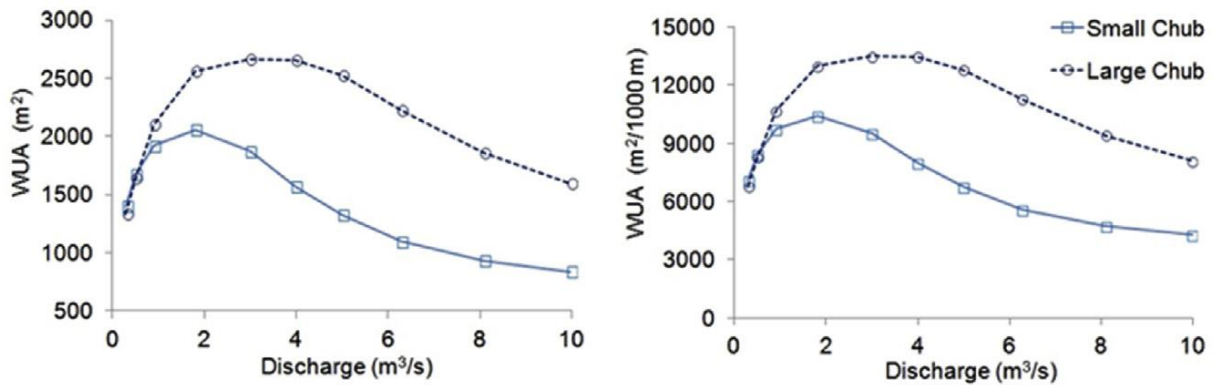 3000
2500
2000
1500
1000
500
WUA (m²)
0 2 4 6 8 10
Discharge (m³/s)
15000
12000
9000
6000
3000
0
WUA (m²/1000 m)
0 2 4 6 8 10
Discharge (m³/s)
Small Chub
Large Chub